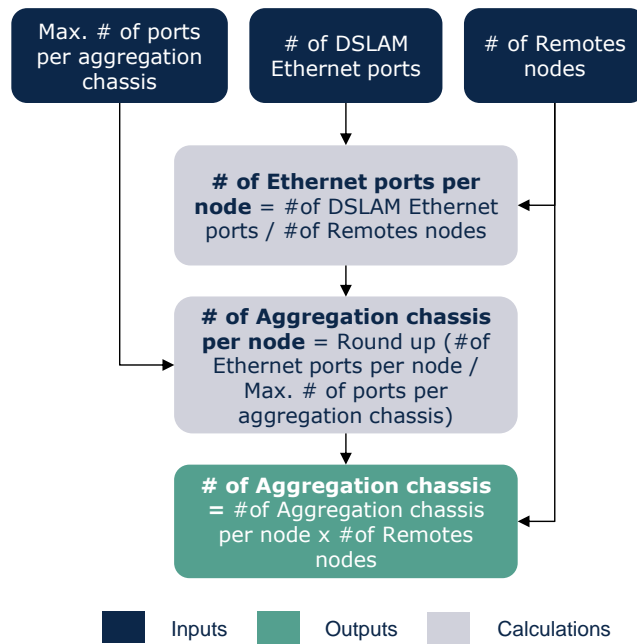 Max. # of ports
per aggregation
chassis
# of DSLAM
Ethernet ports
# of Remotes
nodes
# of Ethernet ports per
node = #of DSLAM Ethernet
ports / #of Remotes nodes
# of Aggregation chassis
per node = Round up (#of
Ethernet ports per node /
Max. # of ports per
aggregation chassis)
# of Aggregation chassis
= #of Aggregation chassis
per node x #of Remotes
nodes
Inputs
Outputs
Calculations